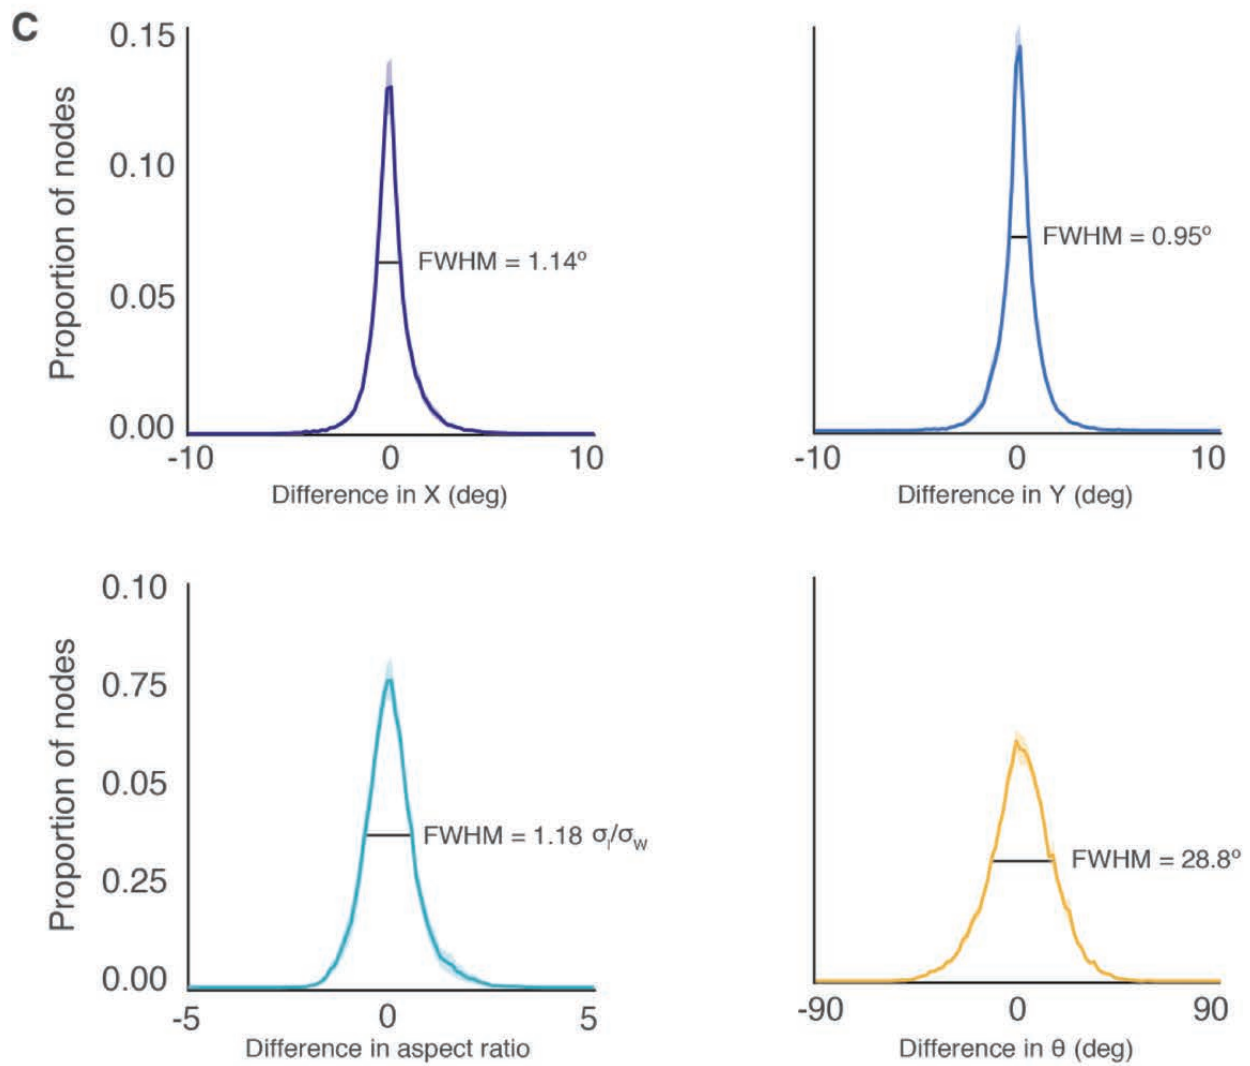 C
0.15
0.10
0.05
0.00
Proportion of nodes
FWHM = 1.14º
-10 0 10
Difference in X (deg)
FWHM = 0.95º
-10 0 10
Difference in Y (deg)
0.10
0.75
0.05
0.25
0.00
Proportion of nodes
FWHM = 1.18 σl/σw
-5 0 5
Difference in aspect ratio
FWHM = 28.8º
-90 0 90
Difference in θ (deg)